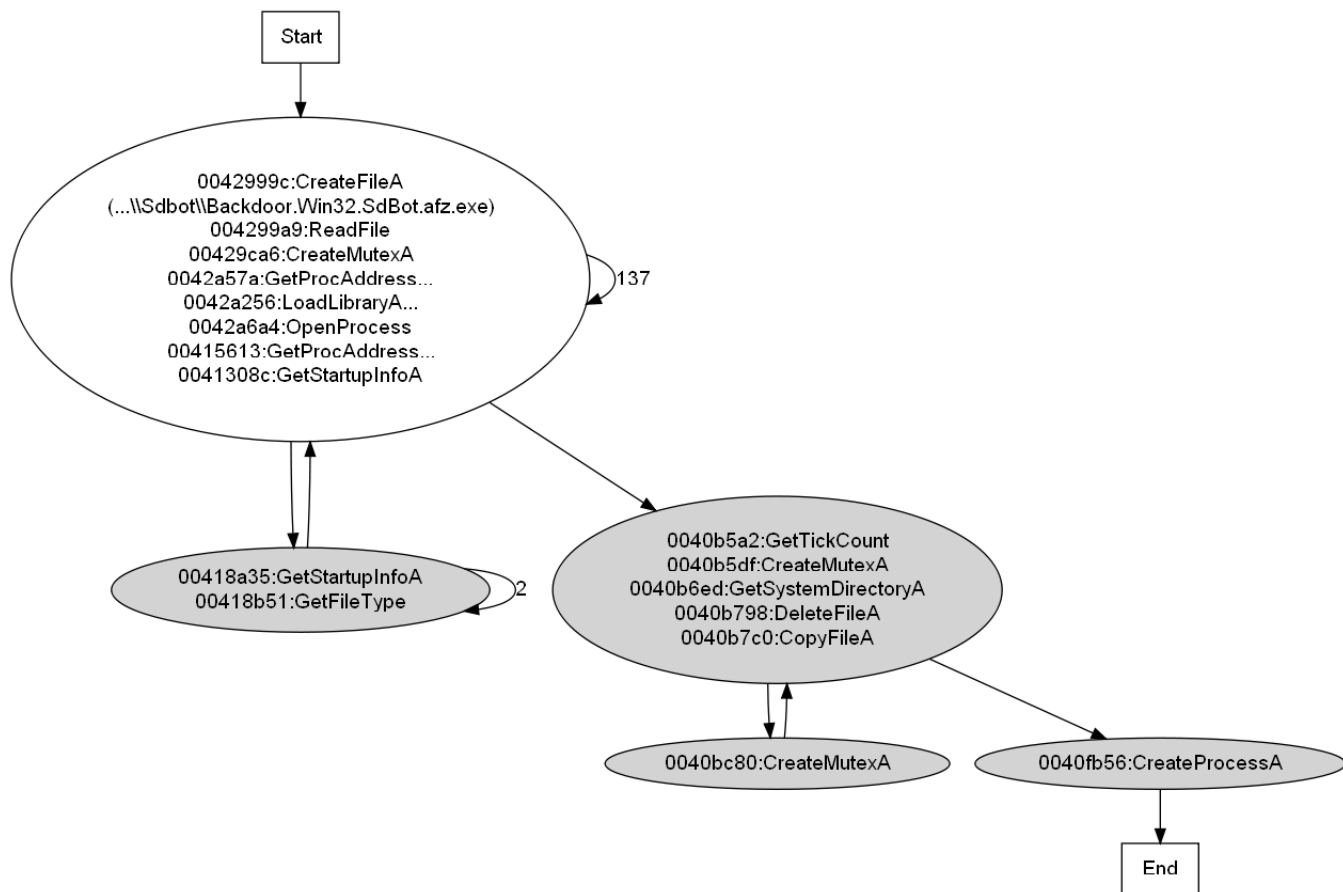 Start
0042999c:CreateFileA
(...\\Sdbot\\Backdoor.Win32.SdBot.afz.exe)
004299a9:ReadFile
00429ca6:CreateMutexA
0042a57a:GetProcAddress...
0042a256:LoadLibraryA...
0042a6a4:OpenProcess
00415613:GetProcAddress...
0041308c:GetStartupInfoA
137
00418a35:GetStartupInfoA
00418b51:GetFileType
2
0040b5a2:GetTickCount
0040b5df:CreateMutexA
0040b6ed:GetSystemDirectoryA
0040b798:DeleteFileA
0040b7c0:CopyFileA
0040bc80:CreateMutexA
0040fb56:CreateProcessA
End